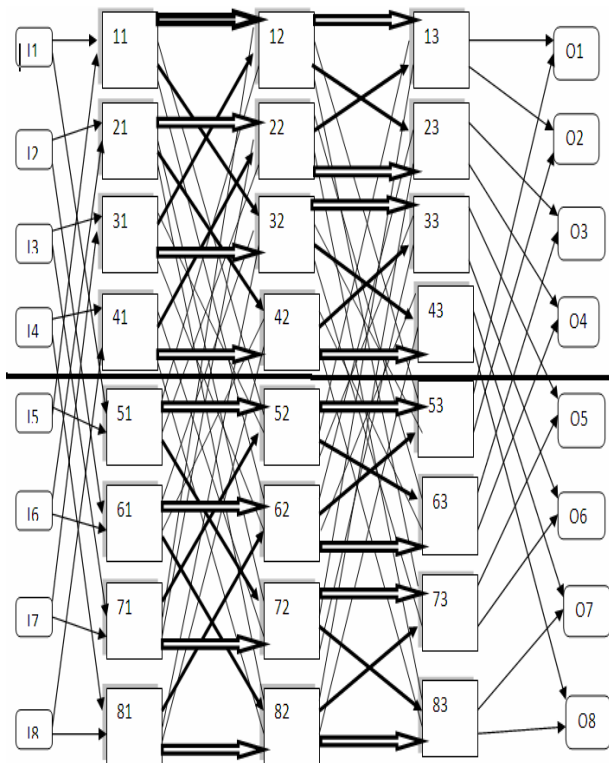 I1 11 12 13 O1
I2 21 22 23 O2
I3 31 32 33 O3
I4 41 42 43 O4
I5 51 52 53 O5
I6 61 62 63 O6
I7 71 72 73 O7
I8 81 82 83 O8